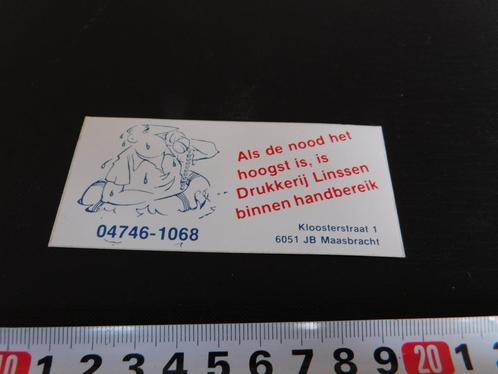 Als de nood het
hoogst is, is
Drukkerij Linssen
binnen handbereik
04746-1068
Kloosterstraat 1
6051 JB Maasbracht
10 1 2 3 4 5 6 7 8 9 20 1